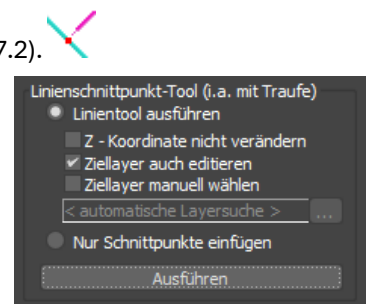 7.2).
Linienschnittpunkt-Tool (i.a. mit Traufe)
Linientool ausführen
Z - Koordinate nicht verändern
Ziellayer auch editieren
Ziellayer manuell wählen
< automatische Layersuche > ...
Nur Schnittpunkte einfügen
Ausführen